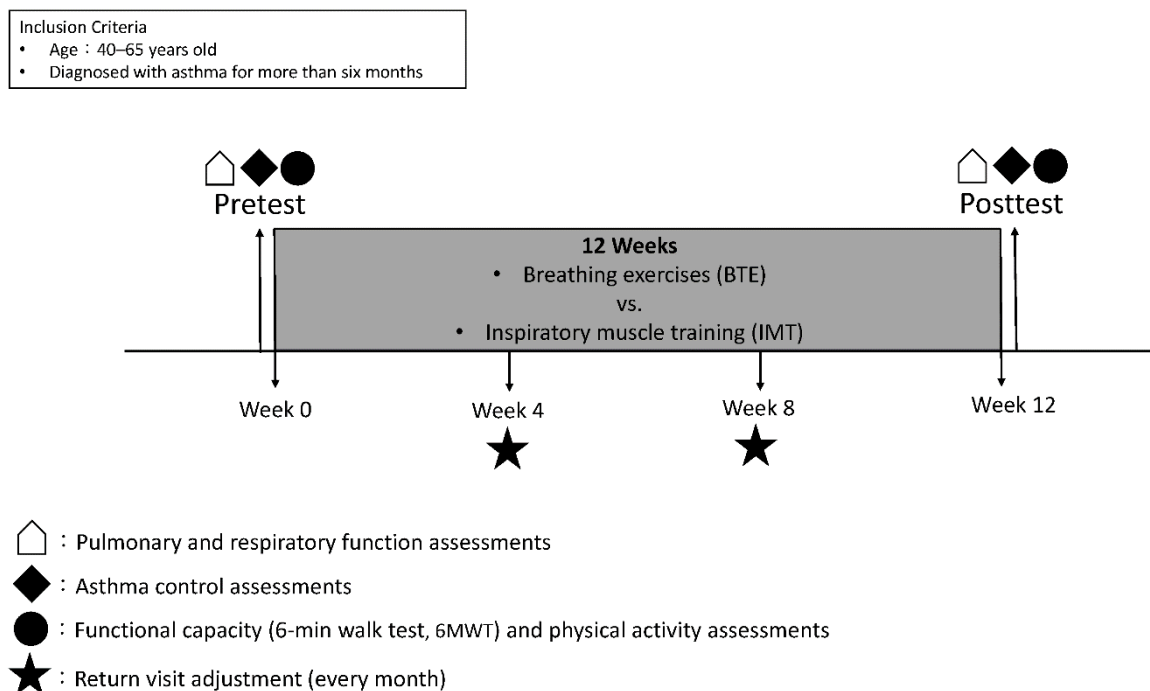 Inclusion Criteria
• Age：40–65 years old
• Diagnosed with asthma for more than six months
Pretest
Posttest
12 Weeks
• Breathing exercises (BTE)
vs.
• Inspiratory muscle training (IMT)
Week 0
Week 4
Week 8
Week 12
：Pulmonary and respiratory function assessments
：Asthma control assessments
：Functional capacity (6-min walk test, 6MWT) and physical activity assessments
：Return visit adjustment (every month)